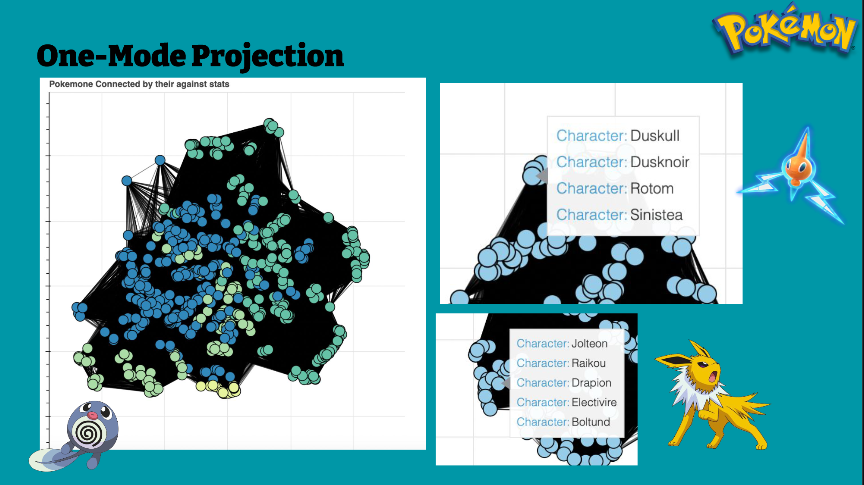 POKéMON
One-Mode Projection
Pokemone Connected by their against stats
Character: Duskull
Character: Dusknoir
Character: Rotom
Character: Sinistea
Character: Jolteon
Character: Raikou
Character: Drapion
Character: Electivire
Character: Boltund